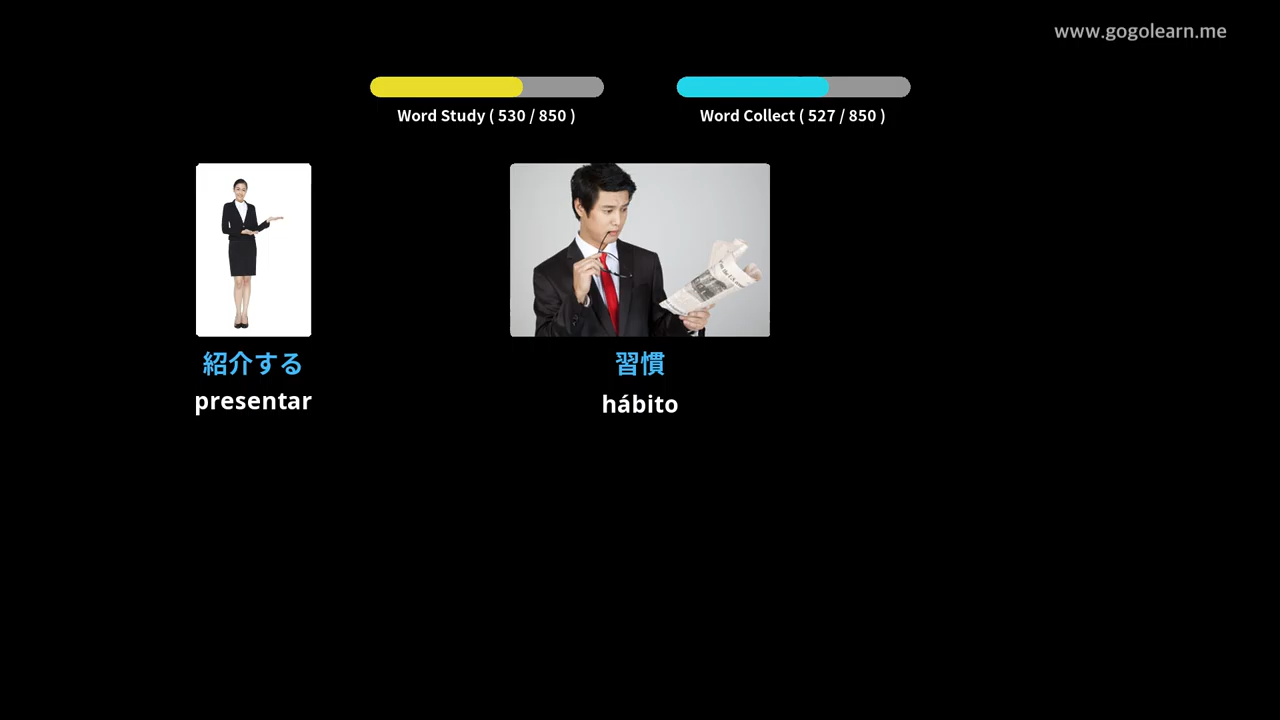 www.gogolearn.me
Word Study ( 530 / 850 )
Word Collect ( 527 / 850 )
紹介する
presentar
習慣
hábito